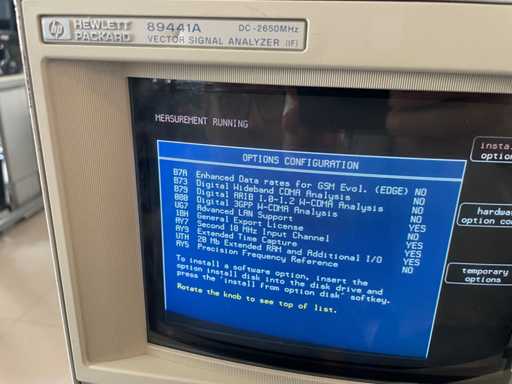 hp HEWLETT PACKARD
89441A DC-2650MHz
VECTOR SIGNAL ANALYZER (IF)
MEASUREMENT RUNNING
insta
option
OPTIONS CONFIGURATION
B7A Enhanced Data rates for GSM Evol. (EDGE) NO
B73 Digital Wideband CDMA Analysis NO
B79 Digital ARIB 1.0-1.2 W-CDMA Analysis NO
080 Digital 3GPP W-CDMA Analysis NO
UG7 Advanced LAN Support YES
1BH General Export License NO
AY7 Second 10 MHz Input Channel NO
AY9 Extended Time Capture YES
UTH 20 Mb Extended RAM and Additional I/O YES
AY5 Precision Frequency Reference NO
hardwa
option co
To install a software option, insert the
option install disk into the disk drive and
press the "install from option disk" softkey.
temporary
options
Rotate the knob to see top of list.